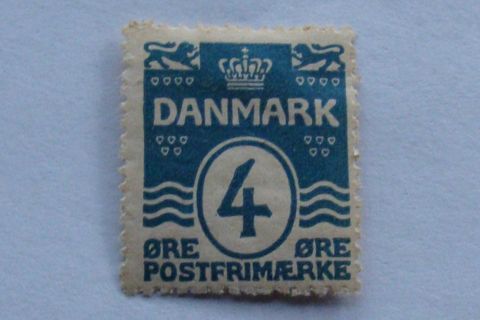 DANMARK
4
ØRE ØRE
POSTFRIMÆRKE